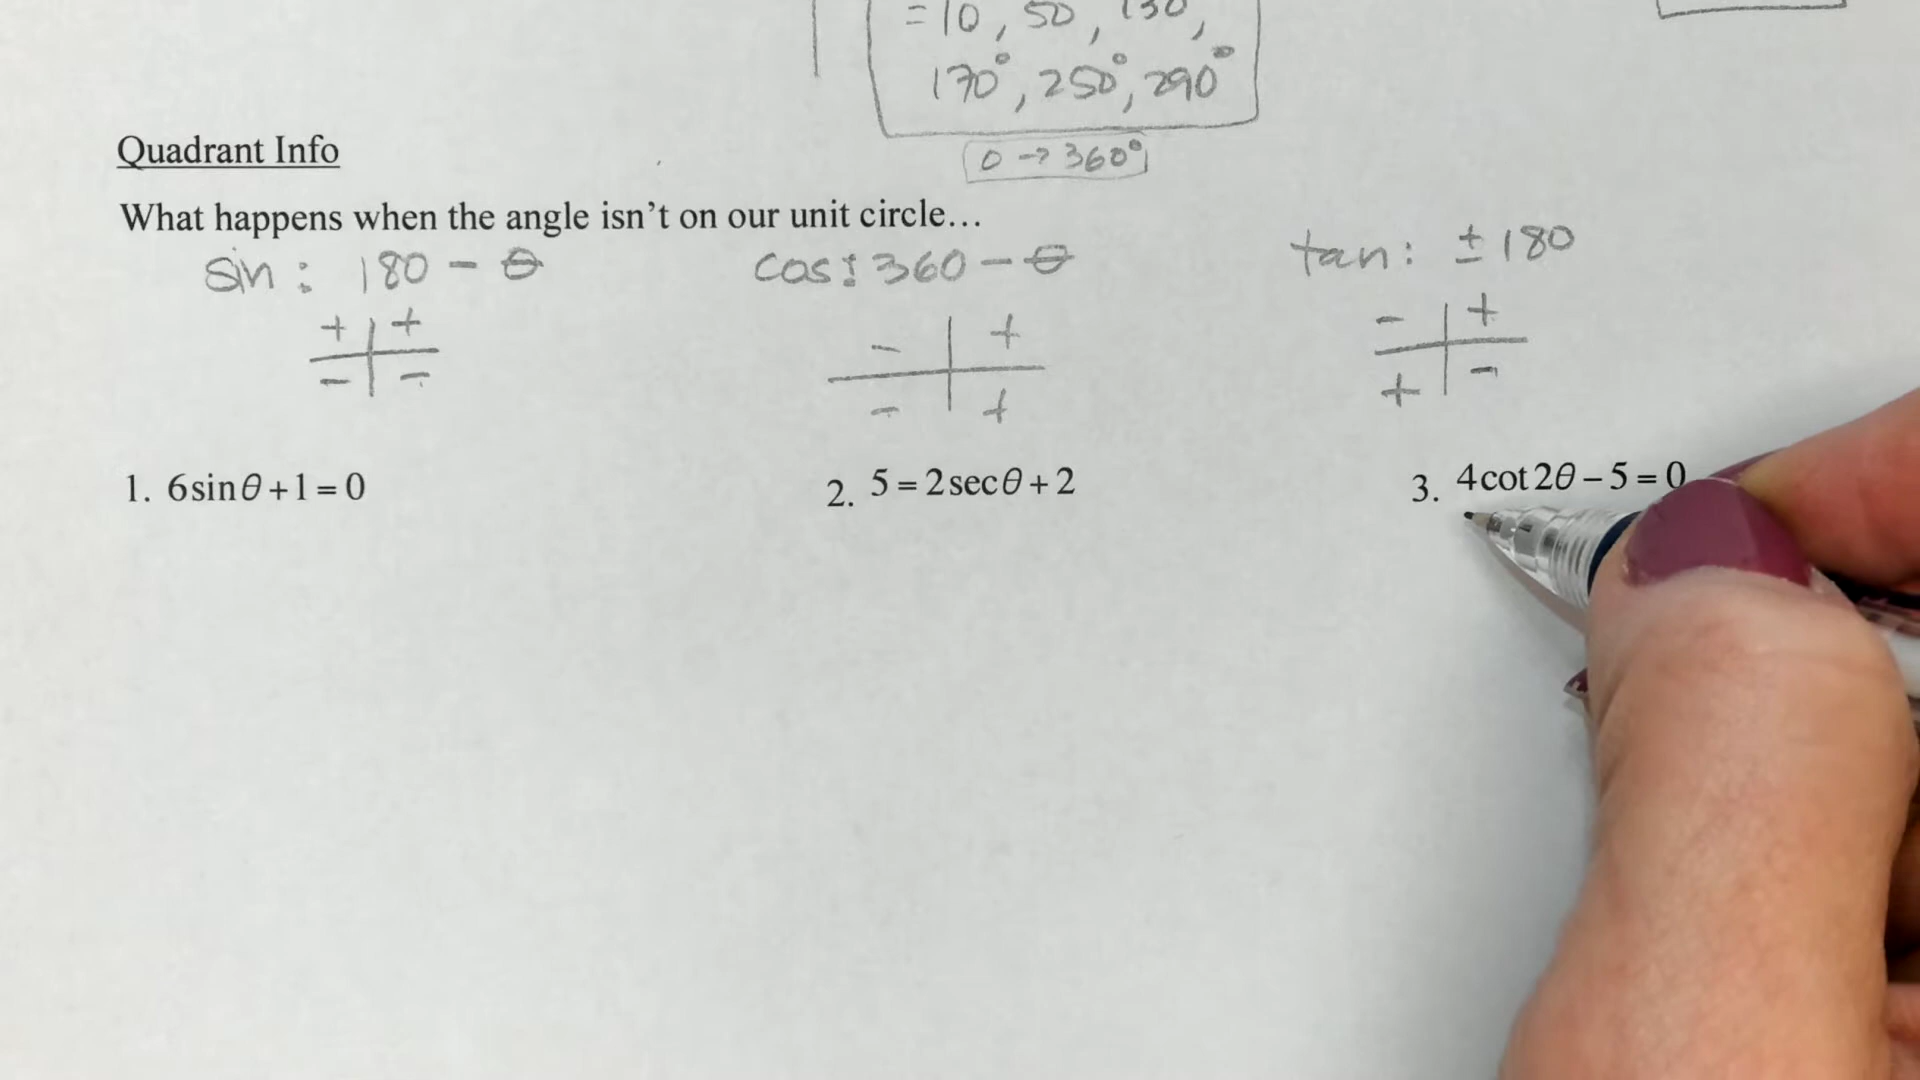 = 10, 50, 130,
170°, 250°, 290°
0 → 360°
Quadrant Info
What happens when the angle isn’t on our unit circle…
sin: 180 - θ
cos: 360 - θ
tan: ± 180
+ +
- -
- +
- +
- +
+ -
1. 6sinθ+1=0
2. 5=2secθ+2
3. 4cot2θ-5=0